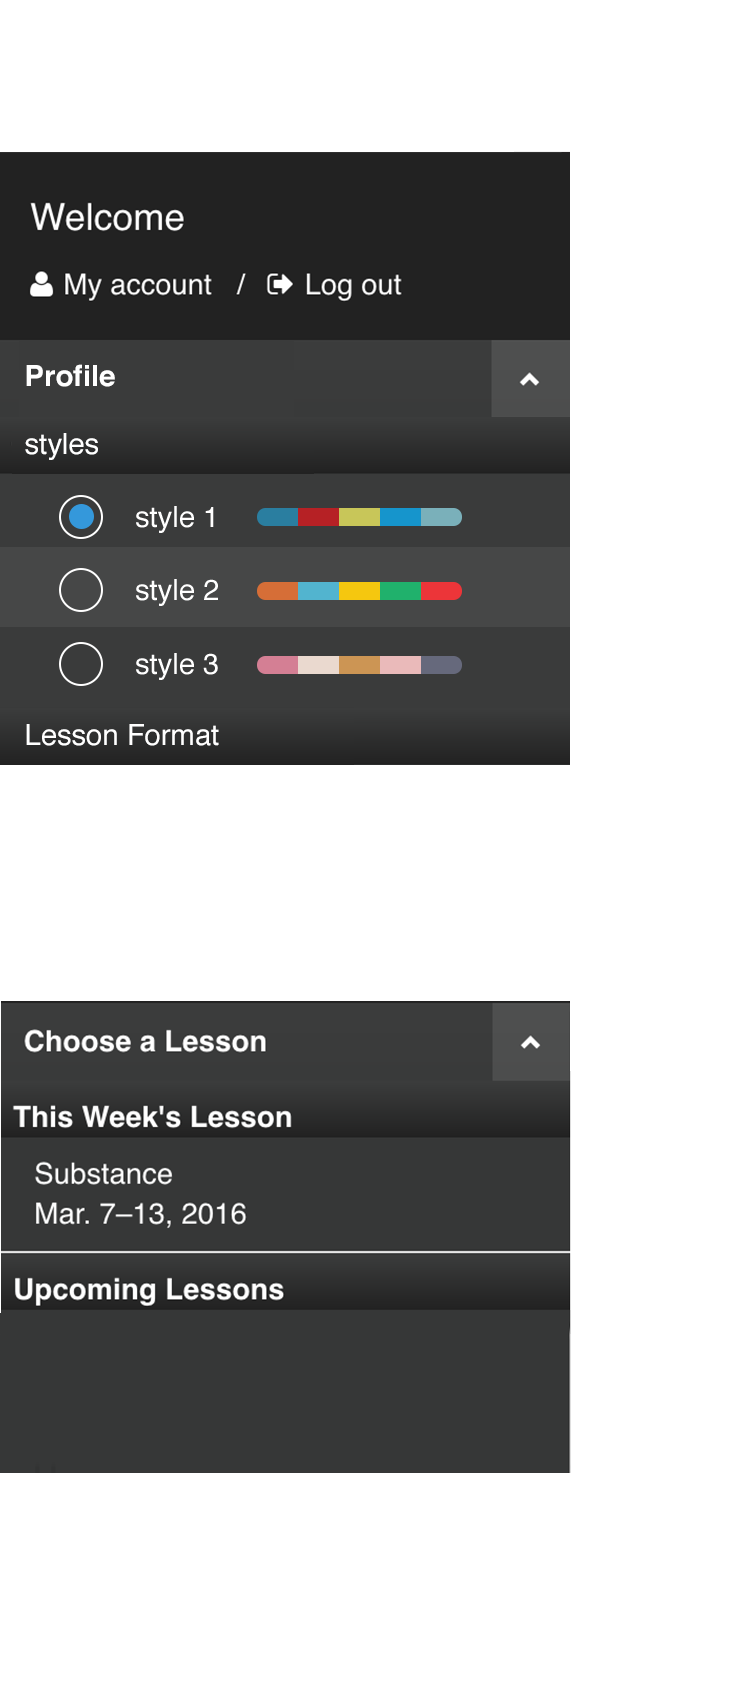 Welcome
My account / Log out
Profile
styles
style 1
style 2
style 3
Lesson Format
Choose a Lesson
This Week's Lesson
Substance
Mar. 7–13, 2016
Upcoming Lessons